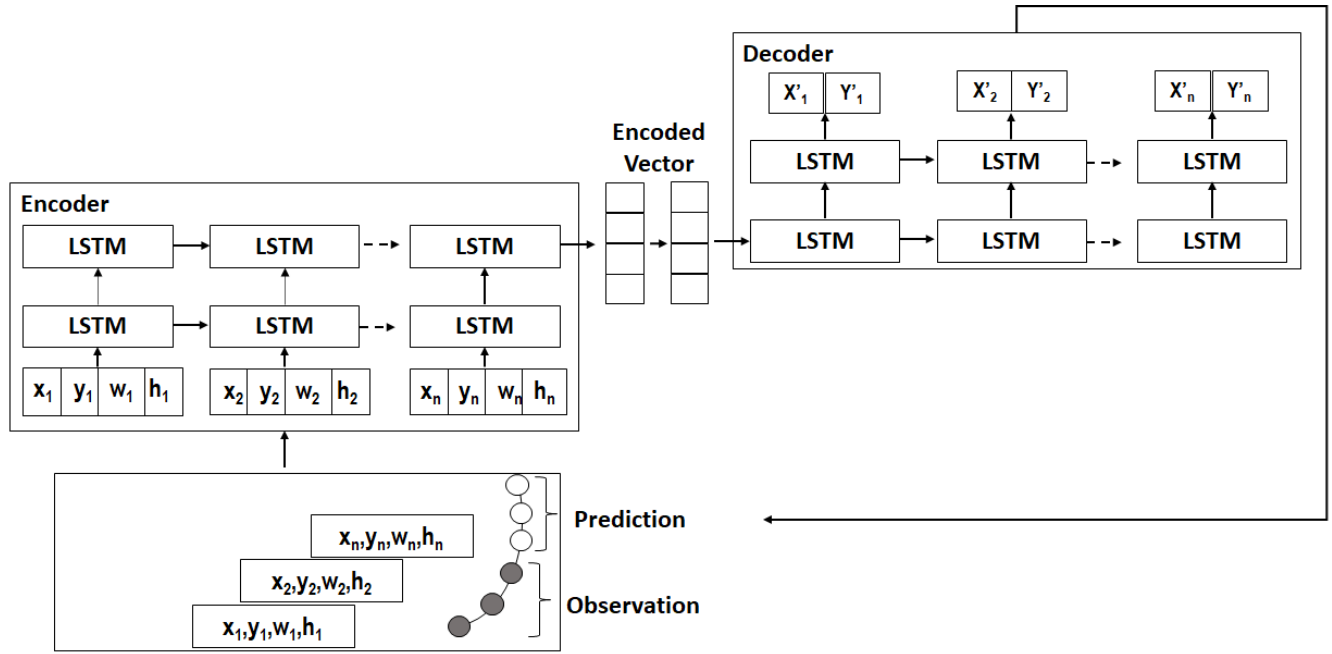 Decoder
X'₁ Y'₁ X'₂ Y'₂ X'ₙ Y'ₙ
LSTM LSTM LSTM
LSTM LSTM LSTM
Encoded
Vector
Encoder
LSTM LSTM LSTM
LSTM LSTM LSTM
x₁ y₁ w₁ h₁ x₂ y₂ w₂ h₂ xₙ yₙ wₙ hₙ
Prediction
xₙ,yₙ,wₙ,hₙ
x₂,y₂,w₂,h₂
Observation
x₁,y₁,w₁,h₁